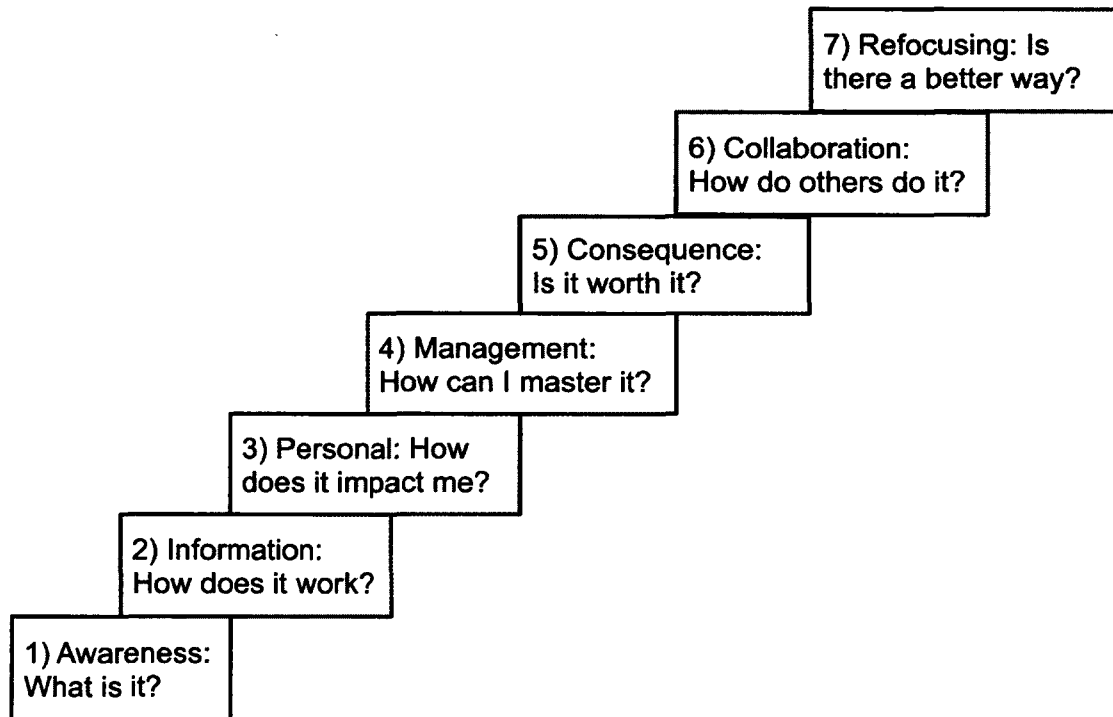 7) Refocusing: Is
there a better way?
6) Collaboration:
How do others do it?
5) Consequence:
Is it worth it?
4) Management:
How can I master it?
3) Personal: How
does it impact me?
2) Information:
How does it work?
1) Awareness:
What is it?